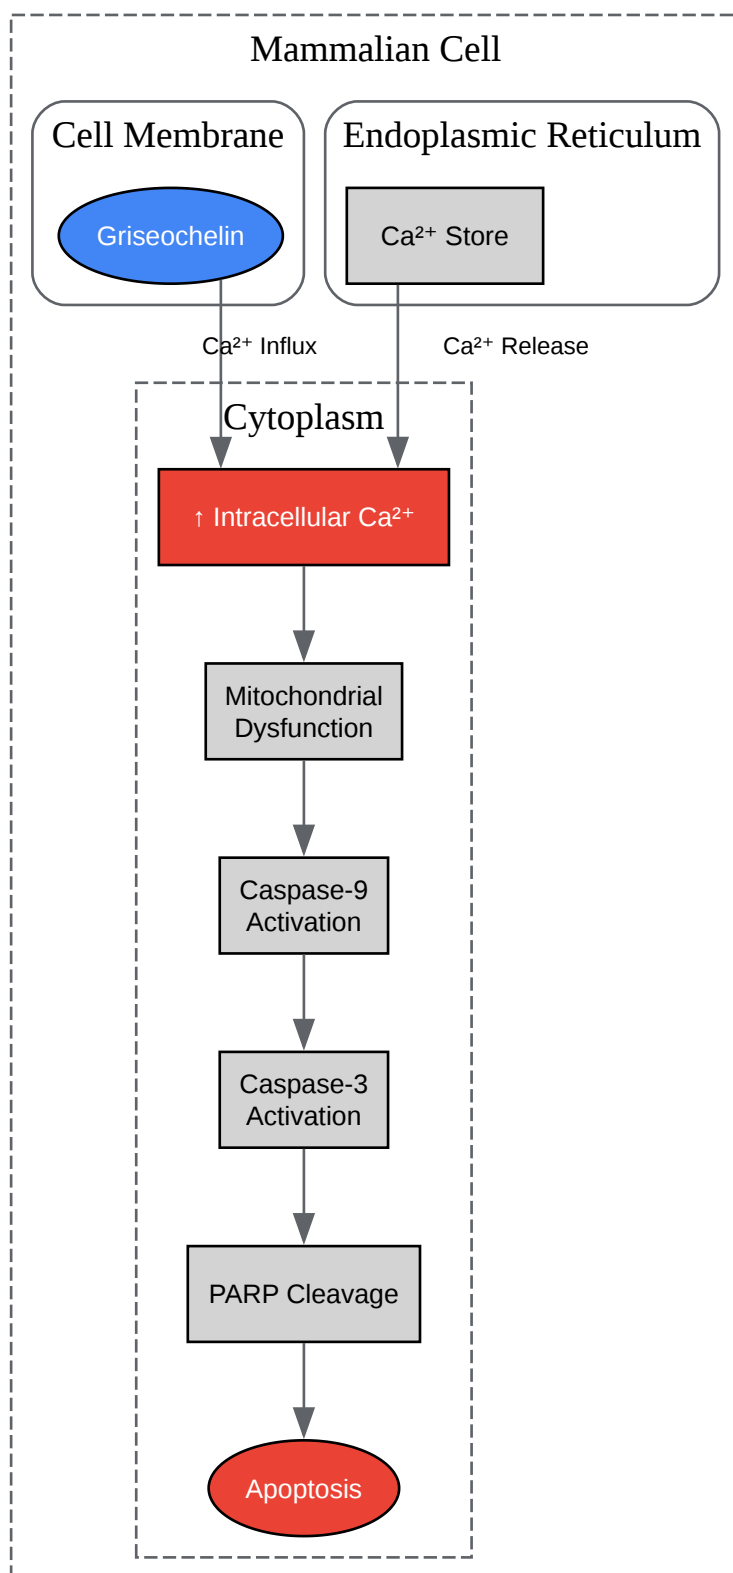 Mammalian Cell
Cell Membrane
Endoplasmic Reticulum
Griseochelin
Ca²⁺ Store
Ca²⁺ Influx
Ca²⁺ Release
Cytoplasm
↑ Intracellular Ca²⁺
Mitochondrial
Dysfunction
Caspase-9
Activation
Caspase-3
Activation
PARP Cleavage
Apoptosis